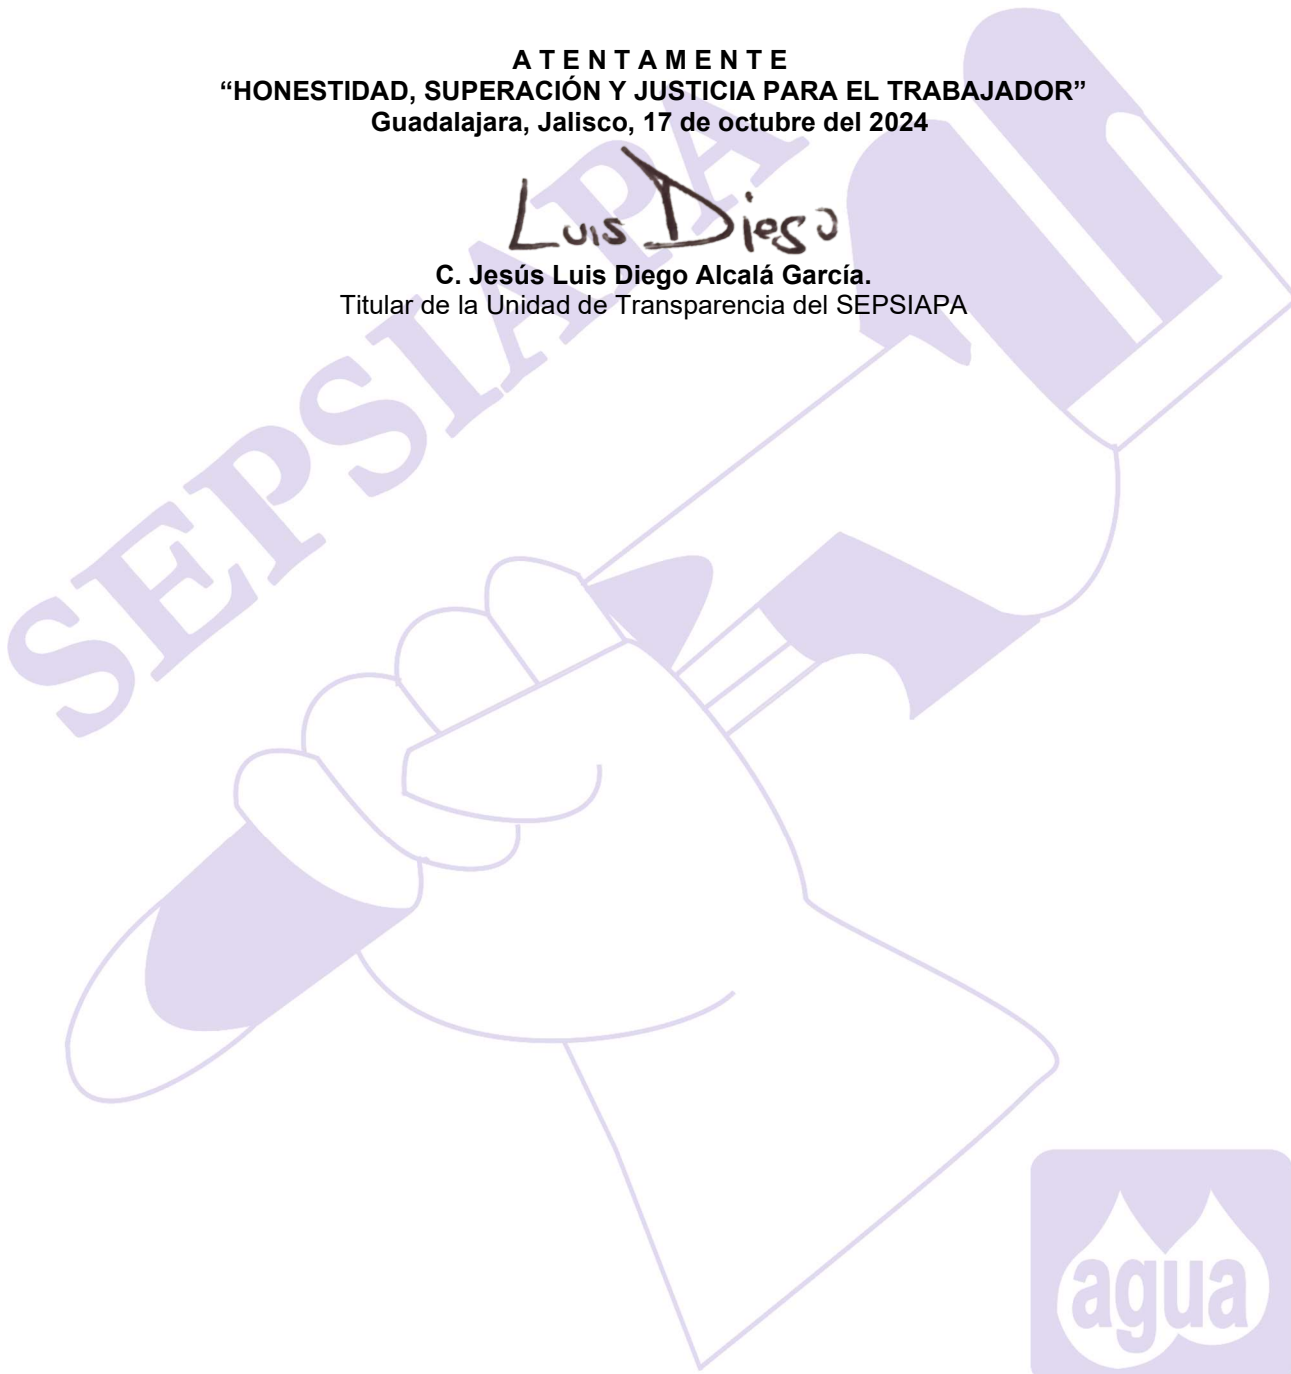 A T E N T A M E N T E
“HONESTIDAD, SUPERACIÓN Y JUSTICIA PARA EL TRABAJADOR”
Guadalajara, Jalisco, 17 de octubre del 2024
Luis Diego
C. Jesús Luis Diego Alcalá García.
Titular de la Unidad de Transparencia del SEPSIAPA
SEPSIAPA
agua